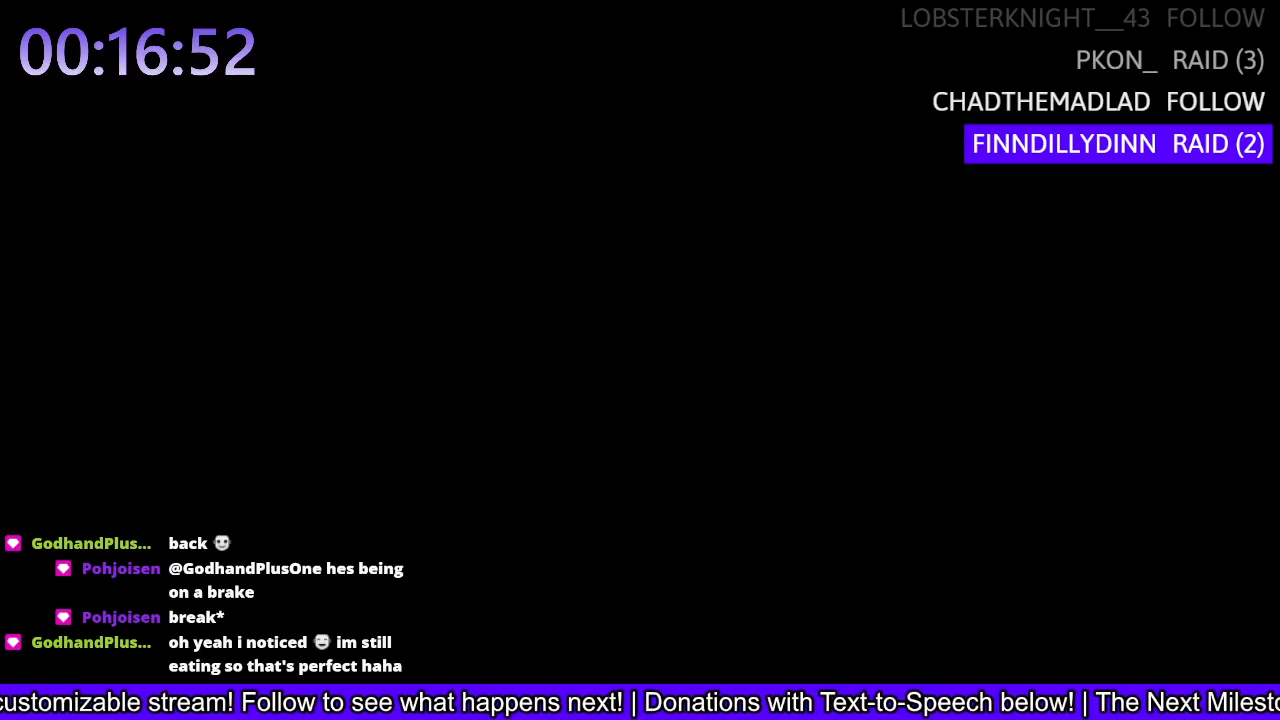 00:16:52
LOBSTERKNIGHT__43 FOLLOW
PKON_ RAID (3)
CHADTHEMADLAD FOLLOW
FINNDILLYDINN RAID (2)
GodhandPlus... back
Pohjoisen @GodhandPlusOne hes being
on a brake
Pohjoisen break*
GodhandPlus... oh yeah i noticed im still
eating so that's perfect haha
customizable stream! Follow to see what happens next! | Donations with Text-to-Speech below! | The Next Milesto